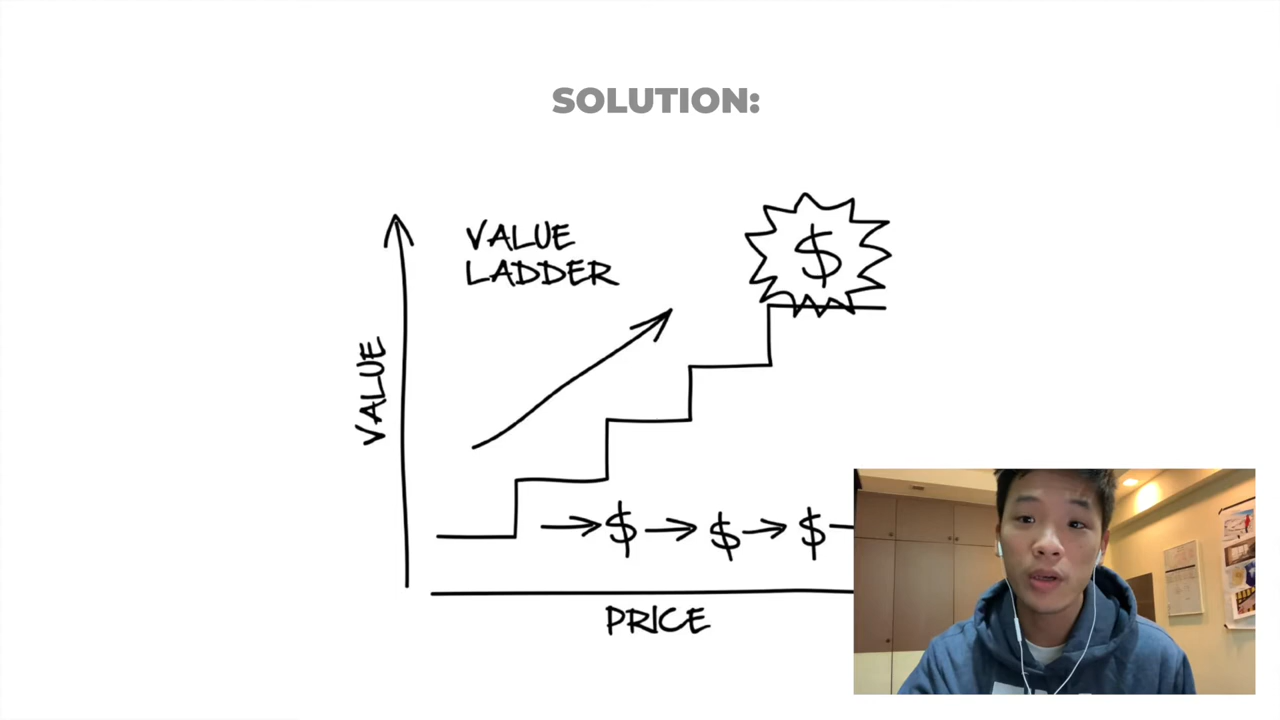 SOLUTION:
VALUE
LADDER
$
VALUE
$ $ $
PRICE